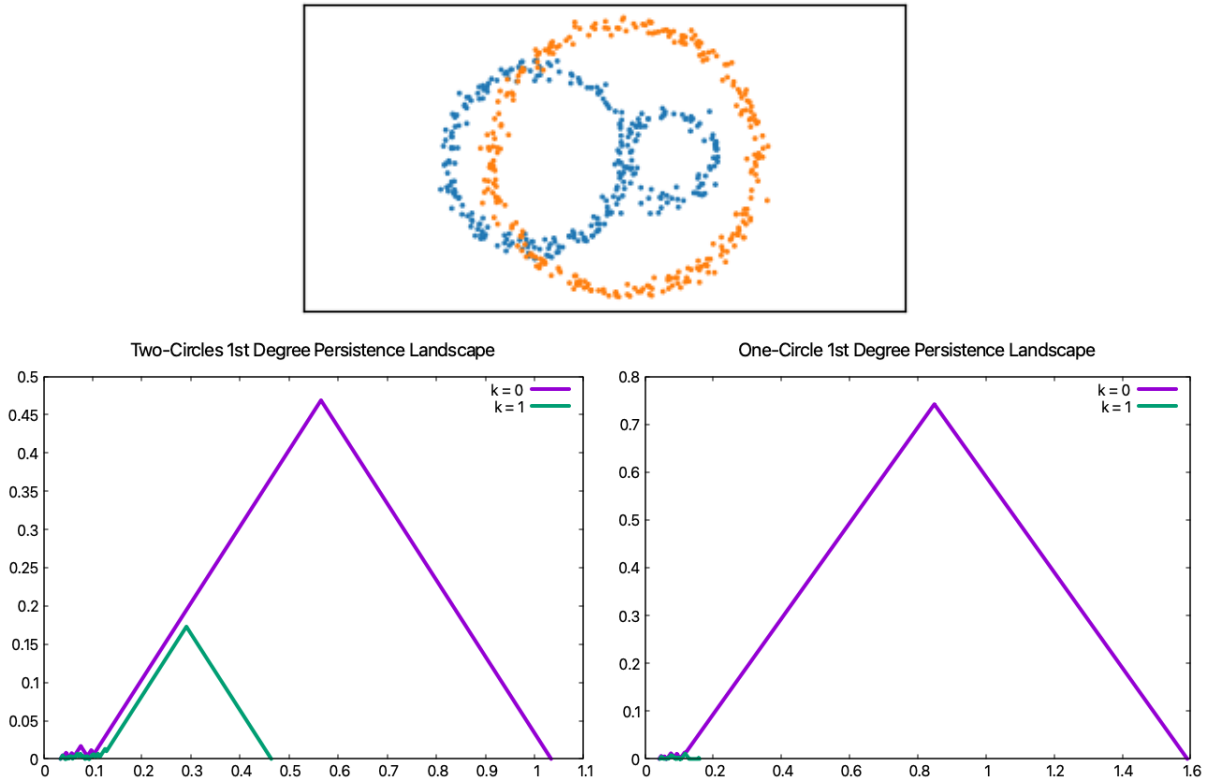 Two-Circles 1st Degree Persistence Landscape
0.5
0.45
0.4
0.35
0.3
0.25
0.2
0.15
0.1
0.05
0
k = 0
k = 1
0 0.1 0.2 0.3 0.4 0.5 0.6 0.7 0.8 0.9 1 1.1
One-Circle 1st Degree Persistence Landscape
0.8
0.7
0.6
0.5
0.4
0.3
0.2
0.1
0
k = 0
k = 1
0 0.2 0.4 0.6 0.8 1 1.2 1.4 1.6